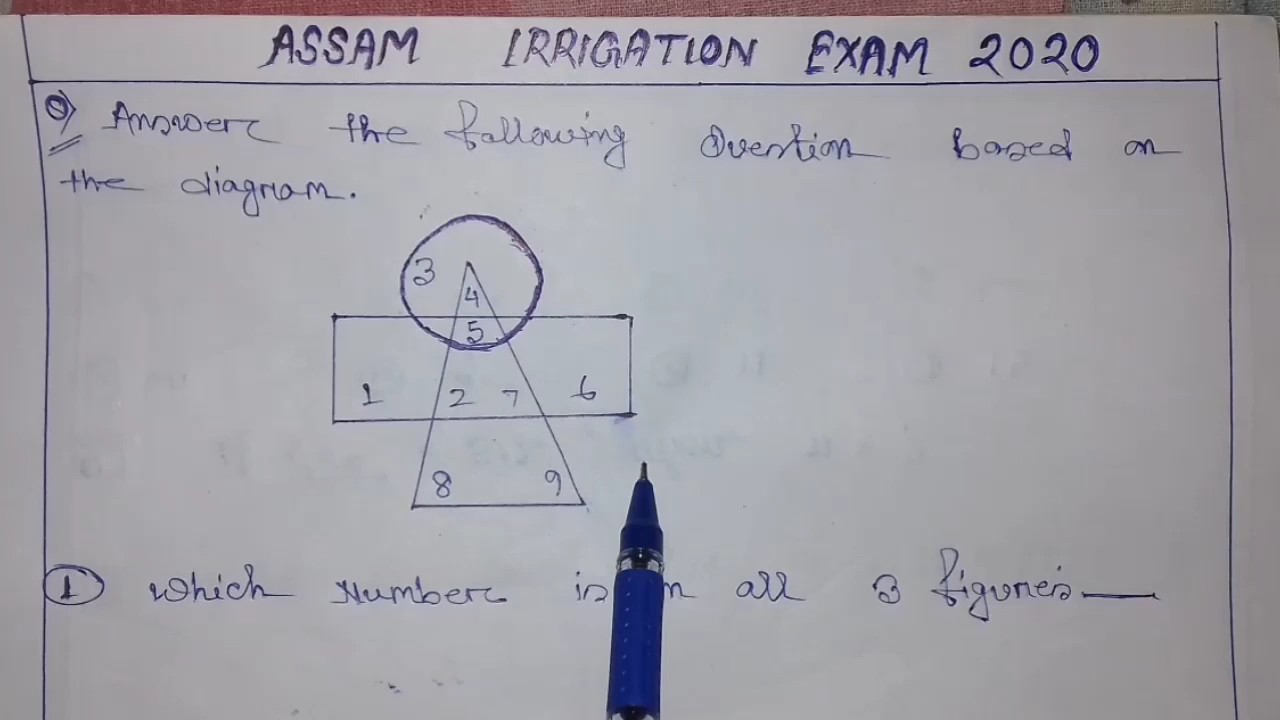 ASSAM IRRIGATION EXAM 2020
Q) Answer the following Question based on
the diagram.
3
4
5
1 2 7 6
8 9
1 which Number is in all 3 figures